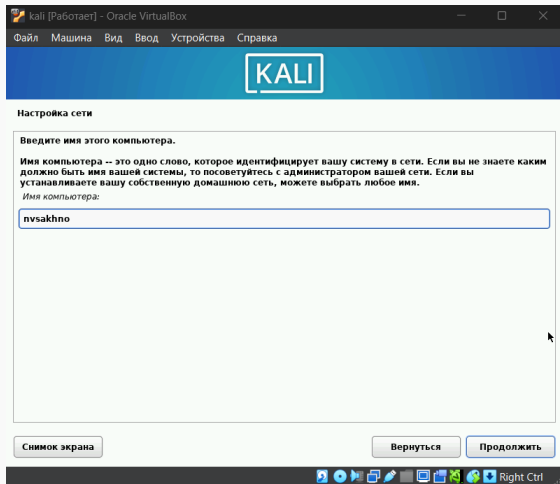 kali [Работает] - Oracle VirtualBox
Файл Машина Вид Ввод Устройства Справка
KALI
Настройка сети
Введите имя этого компьютера.
Имя компьютера -- это одно слово, которое идентифицирует вашу систему в сети. Если вы не знаете каким
должно быть имя вашей системы, то посоветуйтесь с администратором вашей сети. Если вы
устанавливаете вашу собственную домашнюю сеть, можете выбрать любое имя.
Имя компьютера:
nvsakhno
Снимок экрана Вернуться Продолжить
Right Ctrl